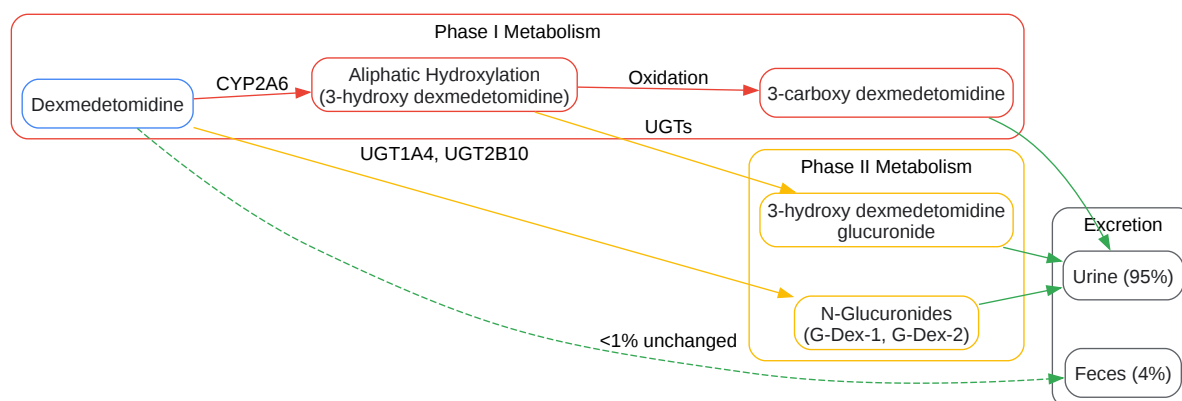 Phase I Metabolism
Dexmedetomidine
CYP2A6
Aliphatic Hydroxylation
(3-hydroxy dexmedetomidine)
Oxidation
3-carboxy dexmedetomidine
UGTs
UGT1A4, UGT2B10
Phase II Metabolism
3-hydroxy dexmedetomidine
glucuronide
N-Glucuronides
(G-Dex-1, G-Dex-2)
<1% unchanged
Excretion
Urine (95%)
Feces (4%)